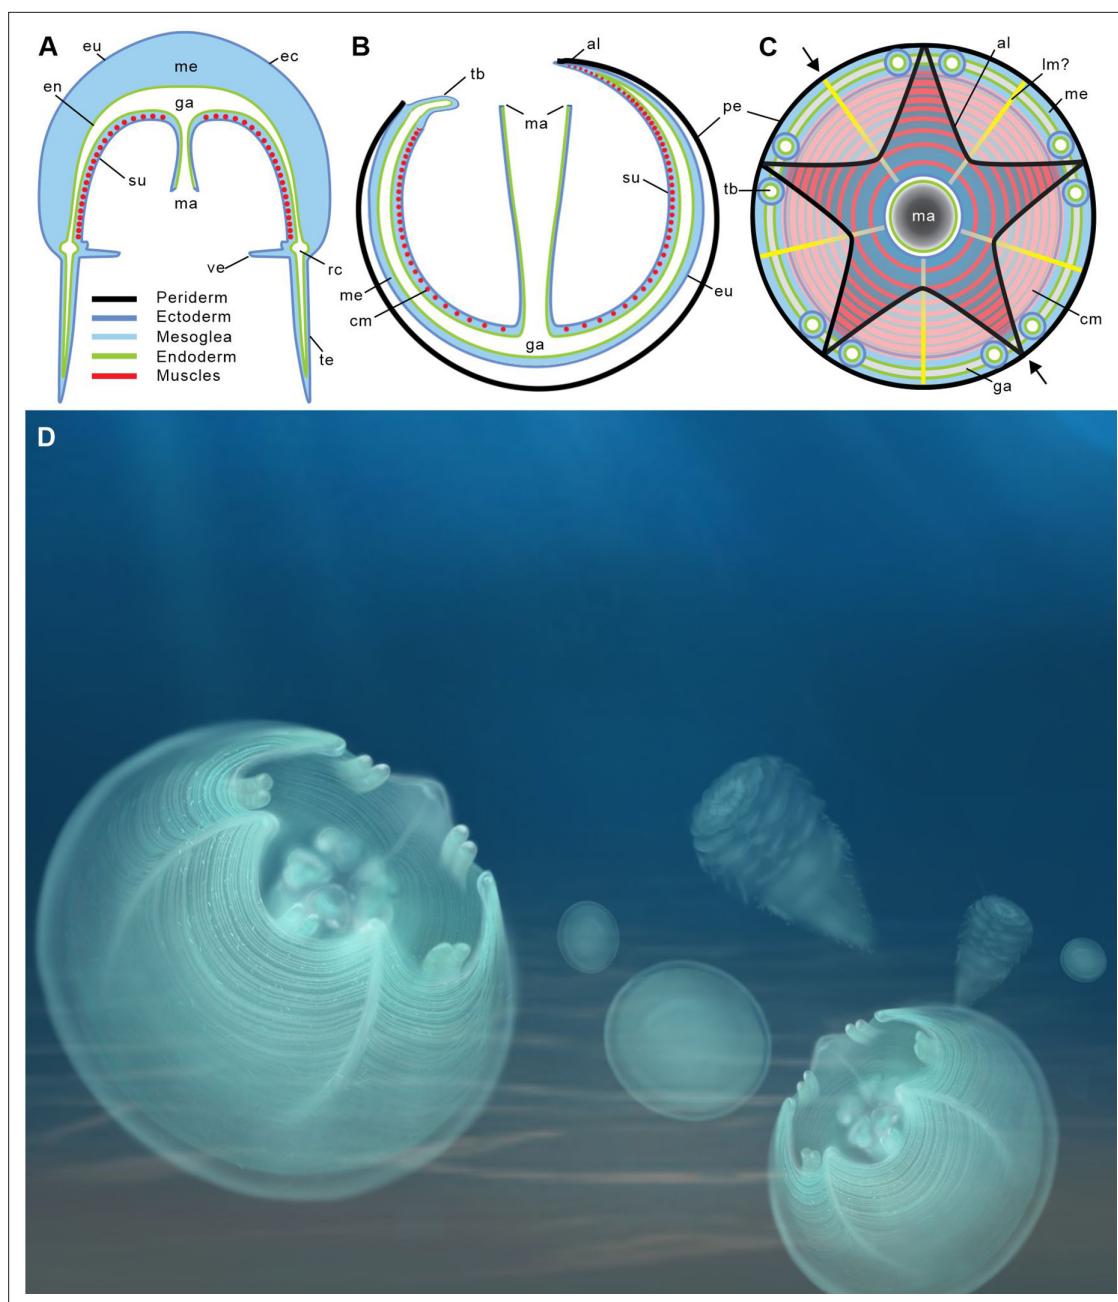 A
eu
ec
me
en
ga
su
ma
ve
rc
te
Periderm
Ectoderm
Mesoglea
Endoderm
Muscles
B
al
tb
ma
pe
su
me
cm
eu
ga
C
al
lm?
me
tb
ma
cm
ga
D